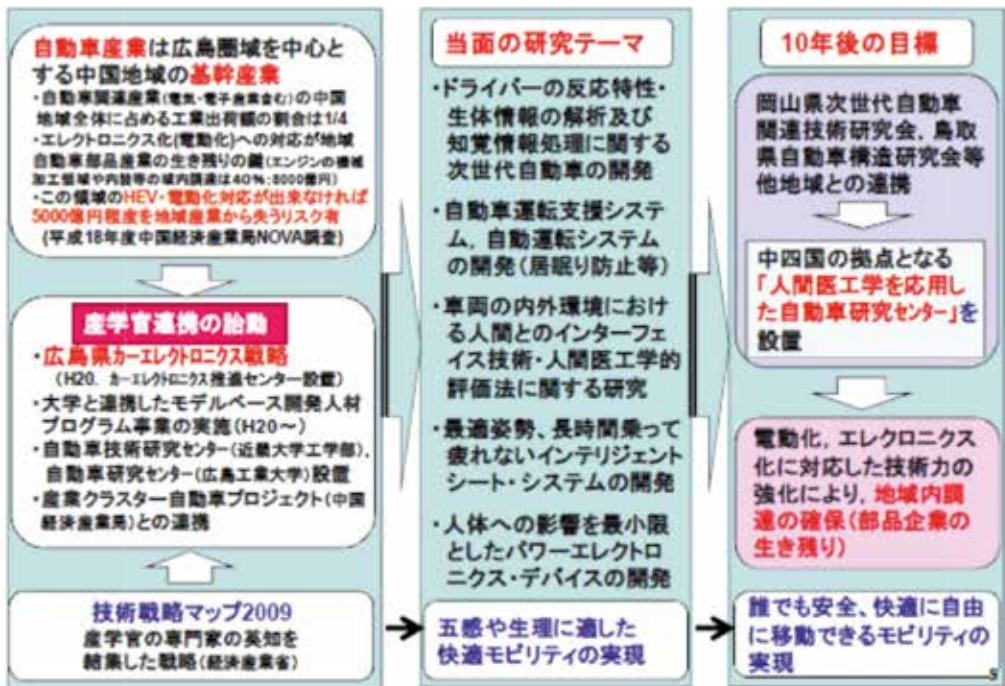 自動車産業は広島圏域を中心と
する中国地域の基幹産業
・自動車関連産業(電気・電子産業含む)の中国
地域全体に占める工業出荷額の割合は1/4
・エレクトロニクス化(電動化)への対応が地域
自動車部品産業の生き残りの鍵(エンジンの機械
加工領域や内装等の域内調達は40%:8000億円)
・この領域のHEV・電動化対応が出来なければ
5000億円程度を地域産業から失うリスク有
(平成18年度中国経済産業局NOVA調査)
産学官連携の胎動
・広島県カーエレクトロニクス戦略
(H20. カーエレクトロニクス推進センター設置)
・大学と連携したモデルベース開発人材
プログラム事業の実施(H20～)
・自動車技術研究センター(近畿大学工学部),
自動車研究センター(広島工業大学)設置
・産業クラスター自動車プロジェクト(中国
経済産業局)との連携
技術戦略マップ2009
産学官の専門家の英知を
結集した戦略(経済産業省)
当面の研究テーマ
・ドライバーの反応特性・
生体情報の解析及び
知覚情報処理に関する
次世代自動車の開発
・自動車運転支援システ
ム, 自動運転システム
の開発(居眠り防止等)
・車両の内外環境におけ
る人間とのインターフェ
イス技術・人間医工学的
評価法に関する研究
・最適姿勢、長時間乗って
疲れないインテリジェント
シート・システムの開発
・人体への影響を最小限
としたパワーエレクトロ
ニクス・デバイスの開発
五感や生理に適した
快適モビリティの実現
10年後の目標
岡山県次世代自動車
関連技術研究会、鳥取
県自動車構造研究会等
他地域との連携
中四国の拠点となる
「人間医工学を応用し
た自動車研究センター」を
設置
電動化, エレクロニクス
化に対応した技術力の
強化により, 地域内調
達の確保(部品企業の
生き残り)
誰でも安全、快適に自由
に移動できるモビリティの
実現
5